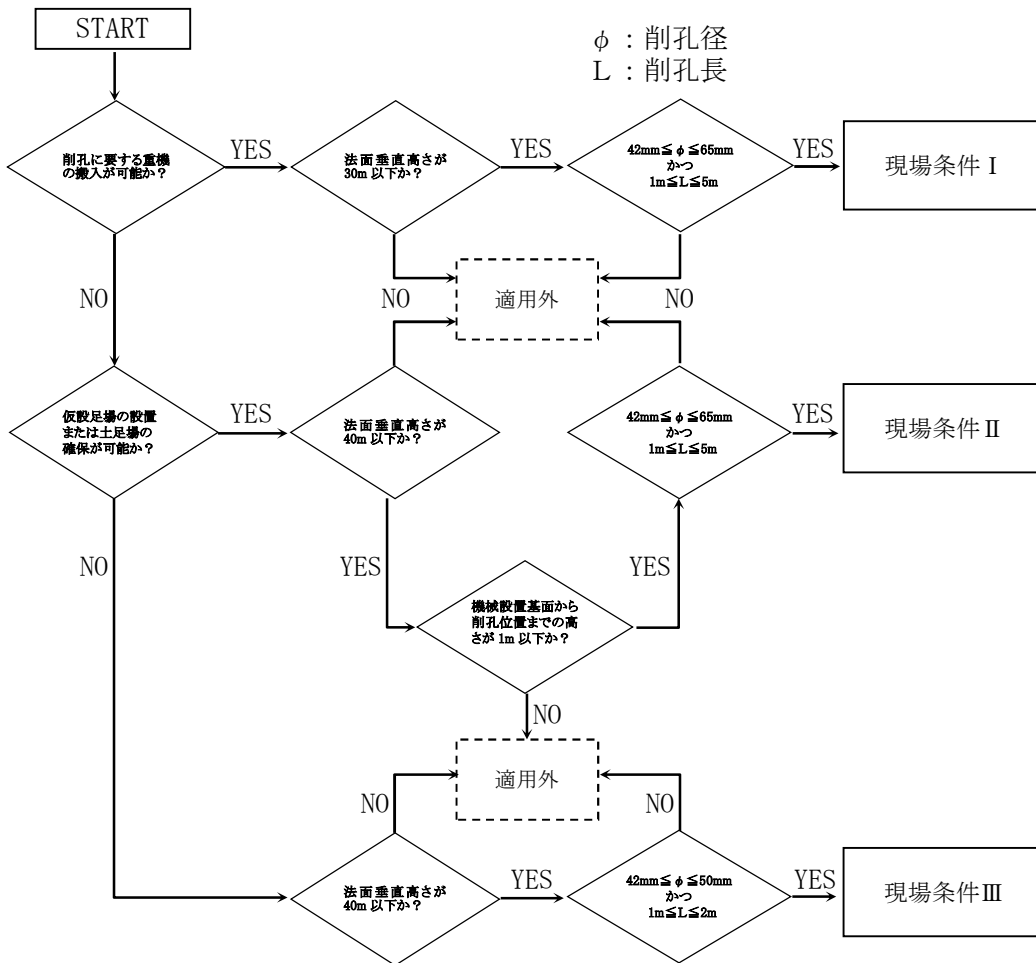 START
φ：削孔径
L：削孔長
削孔に要する重機
の搬入が可能か？
YES
法面垂直高さが
30m 以下か？
YES
42mm≦φ≦65mm
かつ
1m≦L≦5m
YES
現場条件Ⅰ
NO
NO
適用外
NO
仮設足場の設置
または土足場の
確保が可能か？
YES
法面垂直高さが
40m 以下か？
42mm≦φ≦65mm
かつ
1m≦L≦5m
YES
現場条件Ⅱ
NO
YES
機械設置基面から
削孔位置までの高
さが 1m 以下か？
YES
NO
適用外
NO
NO
法面垂直高さが
40m 以下か？
YES
42mm≦φ≦50mm
かつ
1m≦L≦2m
YES
現場条件Ⅲ